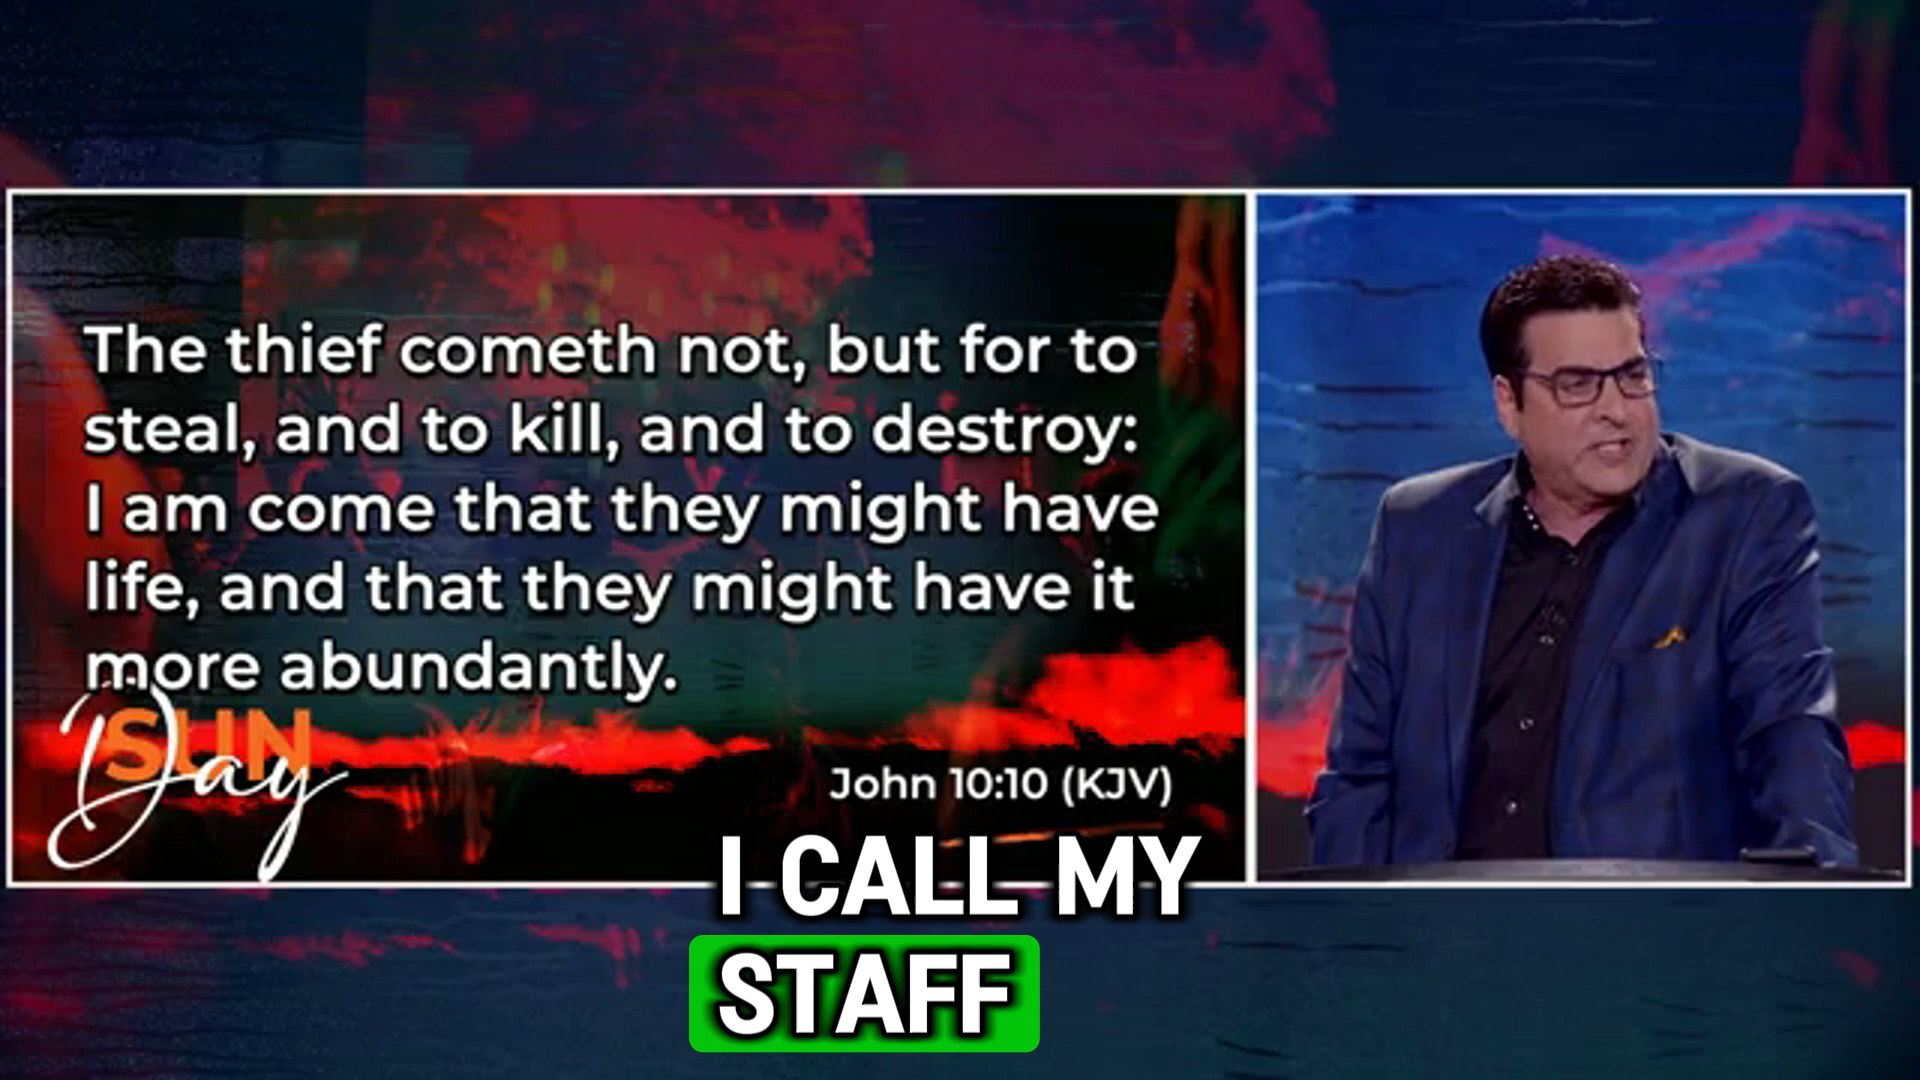 The thief cometh not, but for to
steal, and to kill, and to destroy:
I am come that they might have
life, and that they might have it
more abundantly.
SUN
Day
John 10:10 (KJV)
I CALL MY
STAFF